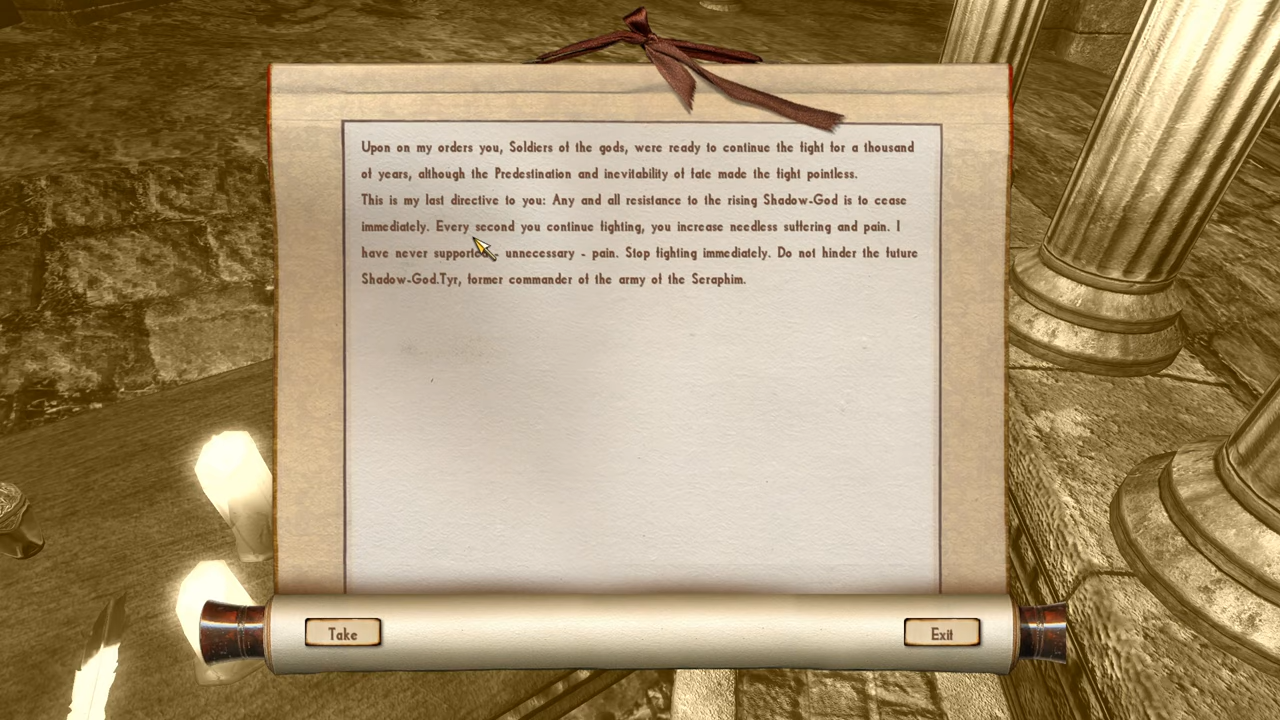 Upon on my orders you, Soldiers of the gods, were ready to continue the fight for a thousand
of years, although the Predestination and inevitability of fate made the fight pointless.
This is my last directive to you: Any and all resistance to the rising Shadow-God is to cease
immediately. Every second you continue fighting, you increase needless suffering and pain. I
have never supported - unnecessary - pain. Stop fighting immediately. Do not hinder the future
Shadow-God.Tyr, former commander of the army of the Seraphim.
Take
Exit